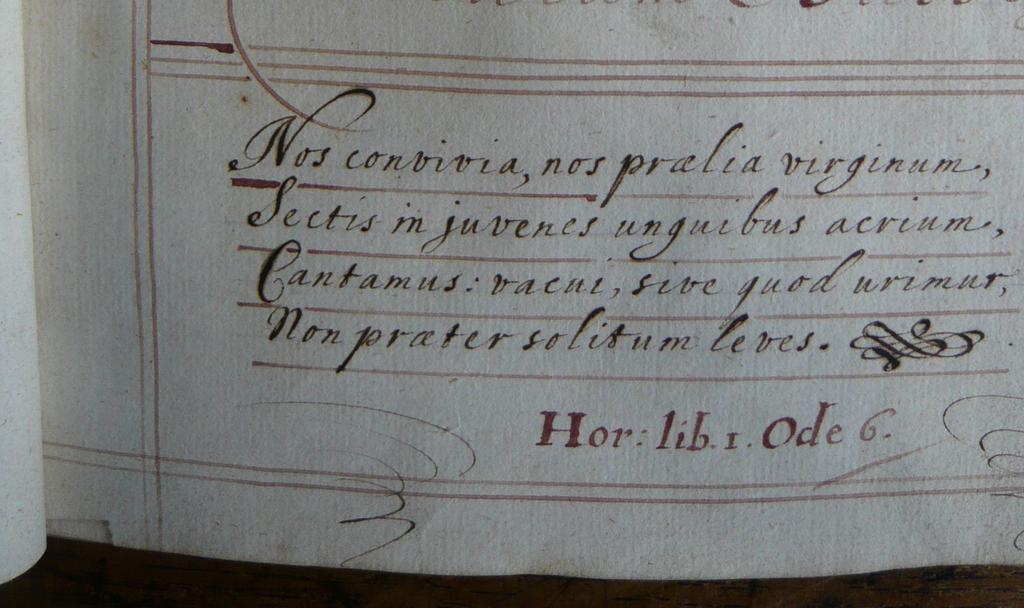 Nos convivia, nos prælia virginum,
Sectis in juvenes unguibus acrium,
Cantamus: vacui, sive quod urimur,
Non præter solitum leves.
Hor: lib. 1. Ode 6.